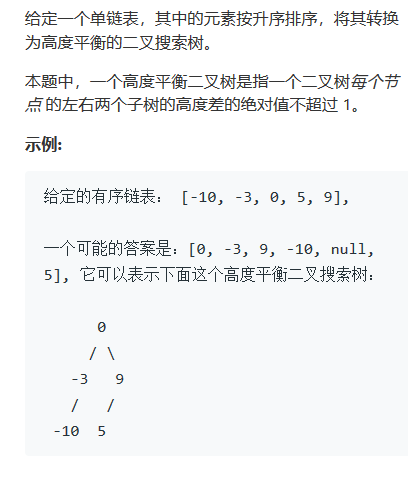 给定一个单链表，其中的元素按升序排序，将其转换
为高度平衡的二叉搜索树。
本题中，一个高度平衡二叉树是指一个二叉树每个节
点 的左右两个子树的高度差的绝对值不超过 1。
示例:
给定的有序链表： [-10, -3, 0, 5, 9],
一个可能的答案是：[0, -3, 9, -10, null,
5], 它可以表示下面这个高度平衡二叉搜索树：
0
/ \
-3 9
/ /
-10 5